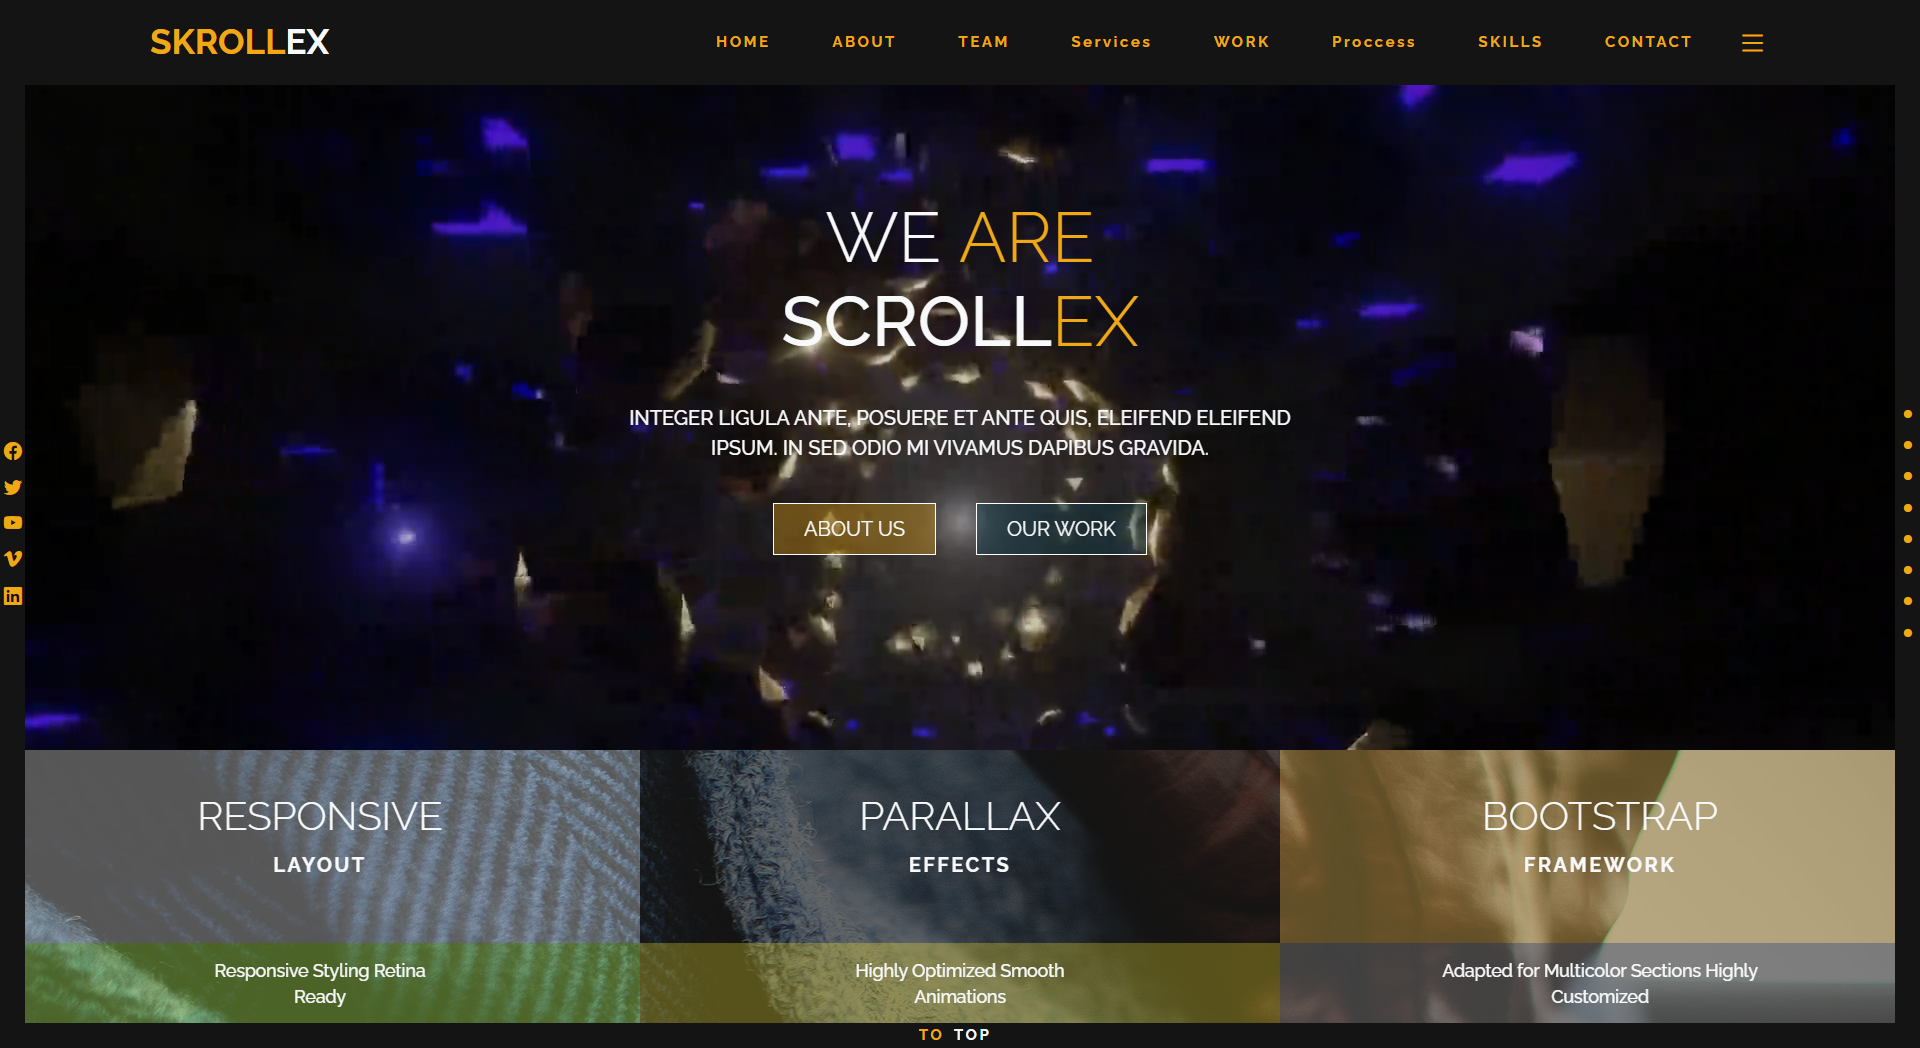 SKROLLEX
HOME ABOUT TEAM Services WORK Proccess SKILLS CONTACT
WE ARE
SCROLLEX
INTEGER LIGULA ANTE, POSUERE ET ANTE QUIS, ELEIFEND ELEIFEND
IPSUM. IN SED ODIO MI VIVAMUS DAPIBUS GRAVIDA.
ABOUT US OUR WORK
RESPONSIVE
LAYOUT
Responsive Styling Retina
Ready
PARALLAX
EFFECTS
Highly Optimized Smooth
Animations
BOOTSTRAP
FRAMEWORK
Adapted for Multicolor Sections Highly
Customized
TO TOP